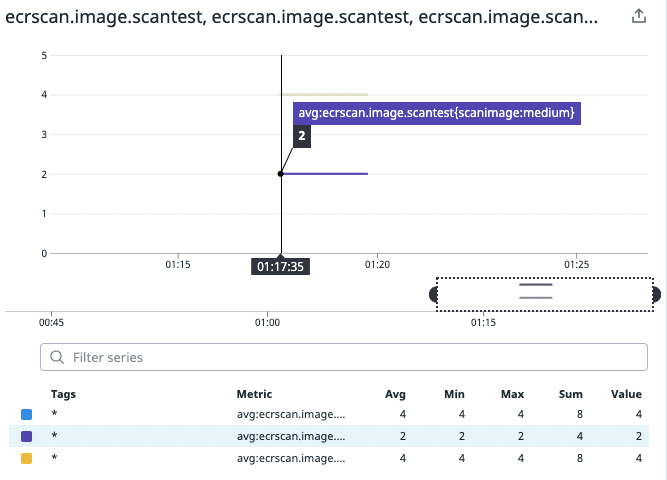 ecrscan.image.scantest, ecrscan.image.scantest, ecrscan.image.scan...
5
4
avg:ecrscan.image.scantest{scanimage:medium}
3
2
2
1
0
01:15
01:17:35
01:20
01:25
00:45
01:00
01:15
Filter series
Tags Metric Avg Min Max Sum Value
* avg:ecrscan.image.... 4 4 4 8 4
* avg:ecrscan.image.... 2 2 2 4 2
* avg:ecrscan.image.... 4 4 4 8 4